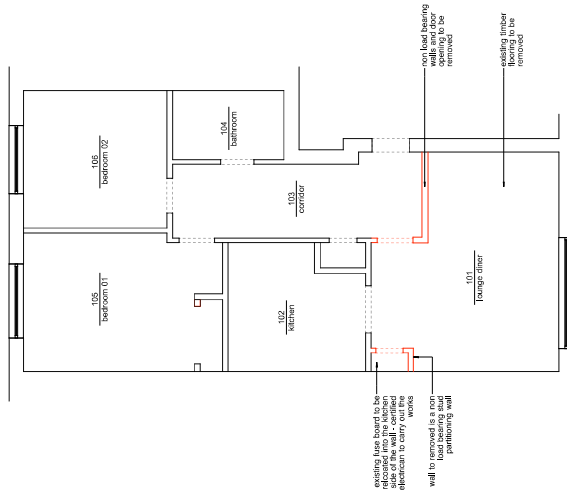 106
bedroom 02
104
bathroom
103
corridor
105
bedroom 01
102
kitchen
101
lounge diner
non load bearing
walls and door
opening to be
removed
existing timber
flooring to be
removed
existing fuse board to be
relcoated into the kitchen
side of the wall - certified
electrican to carry out the
works
wall to removed is a non
load bearing stud
partitioning wall